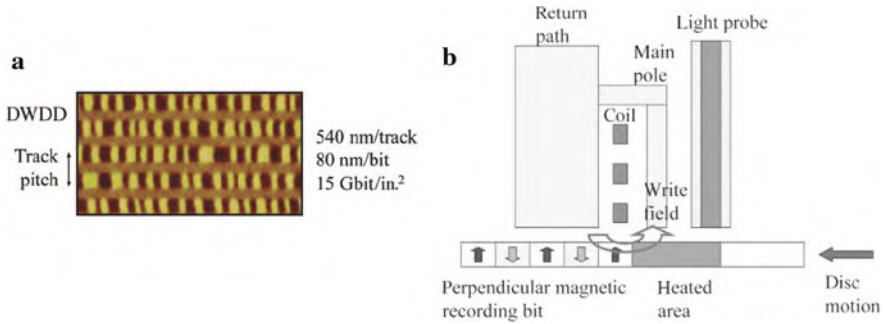 a
DWDD
Track
pitch
540 nm/track
80 nm/bit
15 Gbit/in.²
b
Return
path
Main
pole
Light probe
Coil
Write
field
Perpendicular magnetic
recording bit
Heated
area
Disc
motion